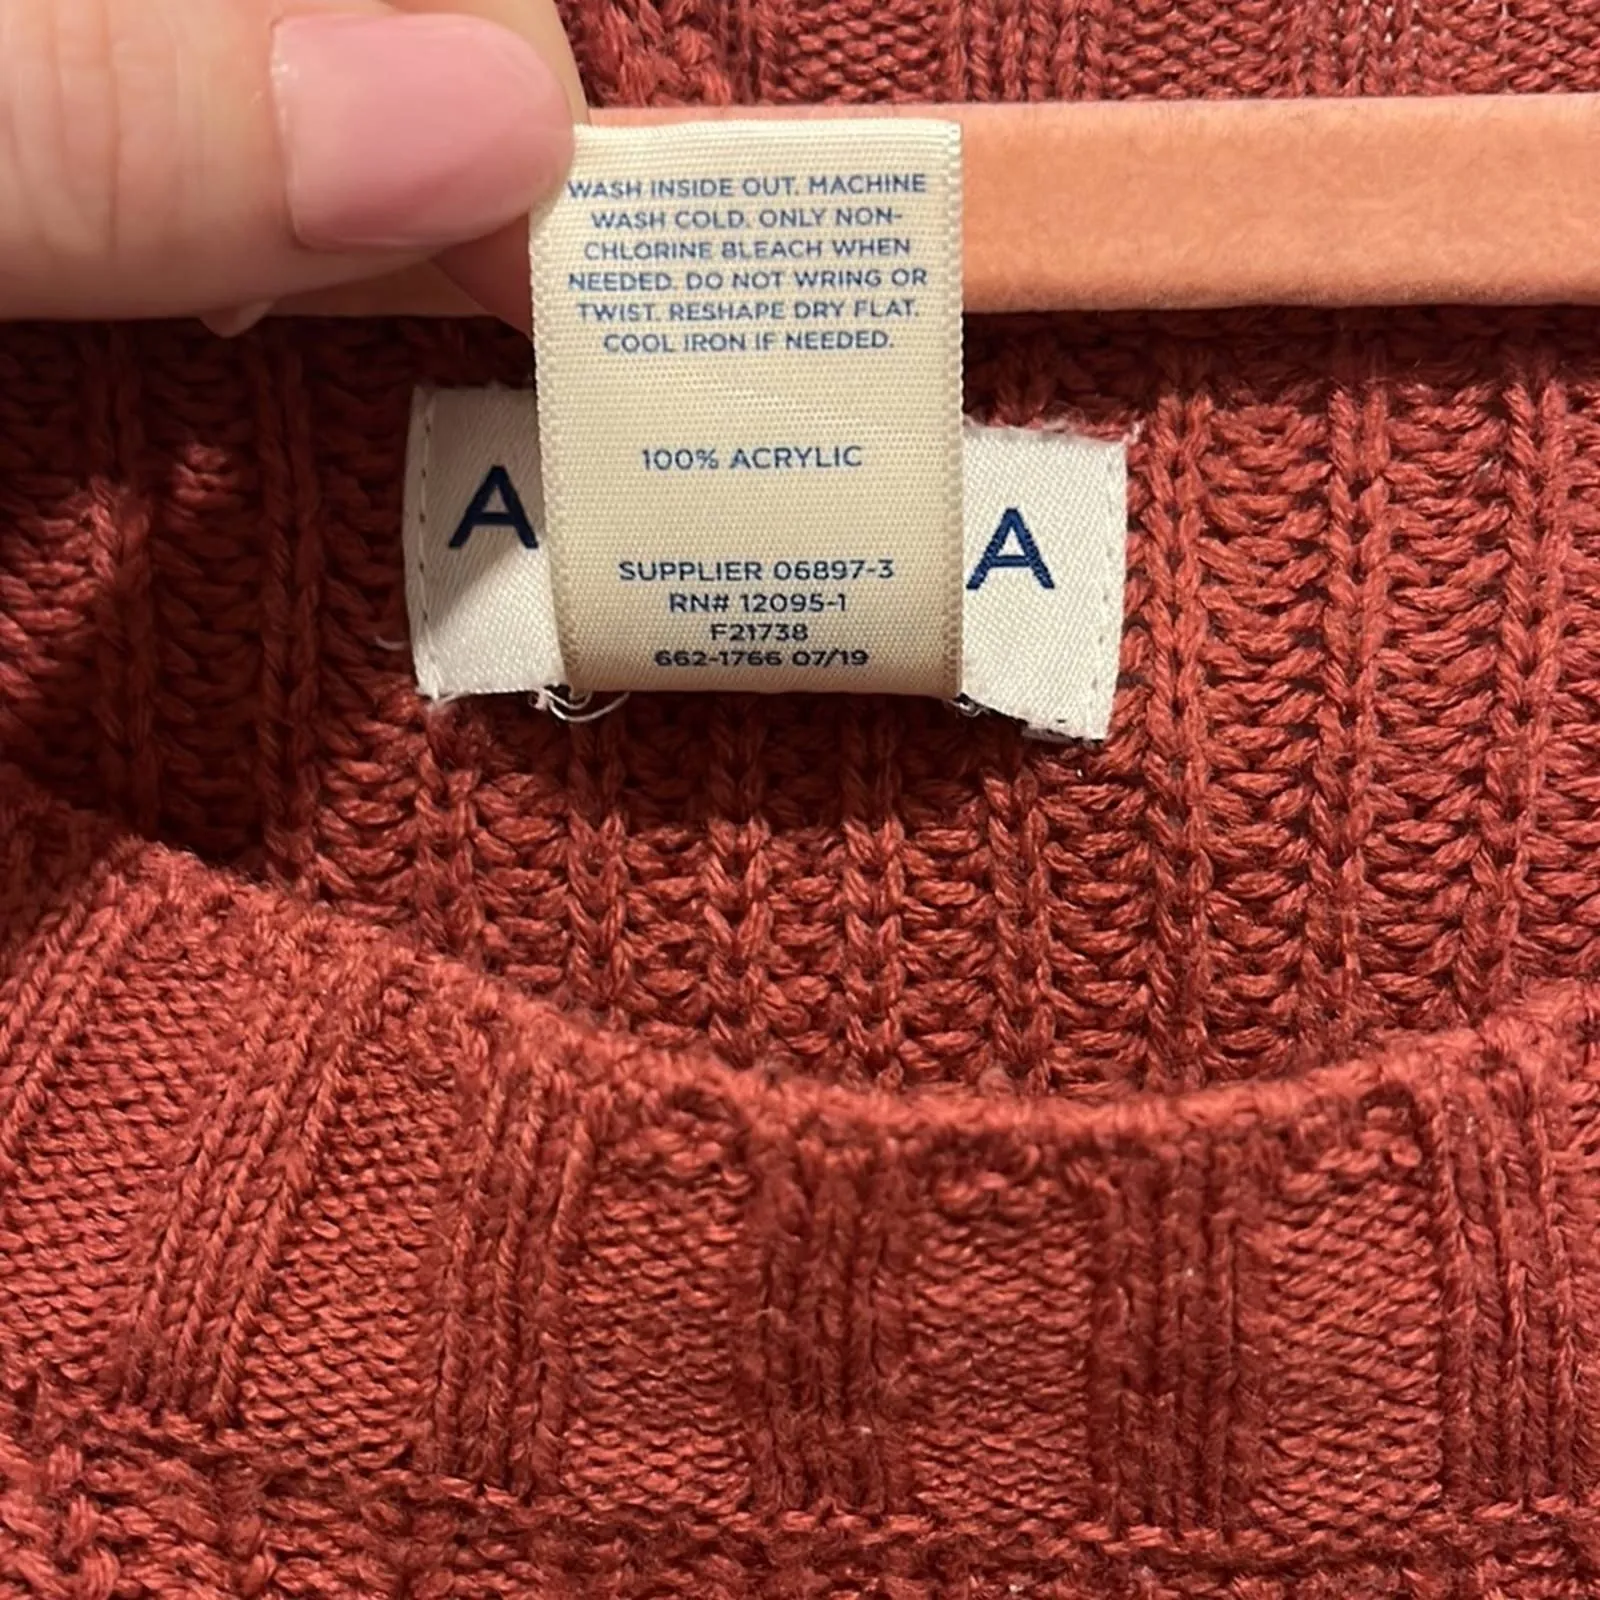 WASH INSIDE OUT. MACHINE
WASH COLD. ONLY NON-
CHLORINE BLEACH WHEN
NEEDED. DO NOT WRING OR
TWIST. RESHAPE DRY FLAT.
COOL IRON IF NEEDED.
100% ACRYLIC
A A
SUPPLIER 06897-3
RN# 12095-1
F21738
662-1766 07/19